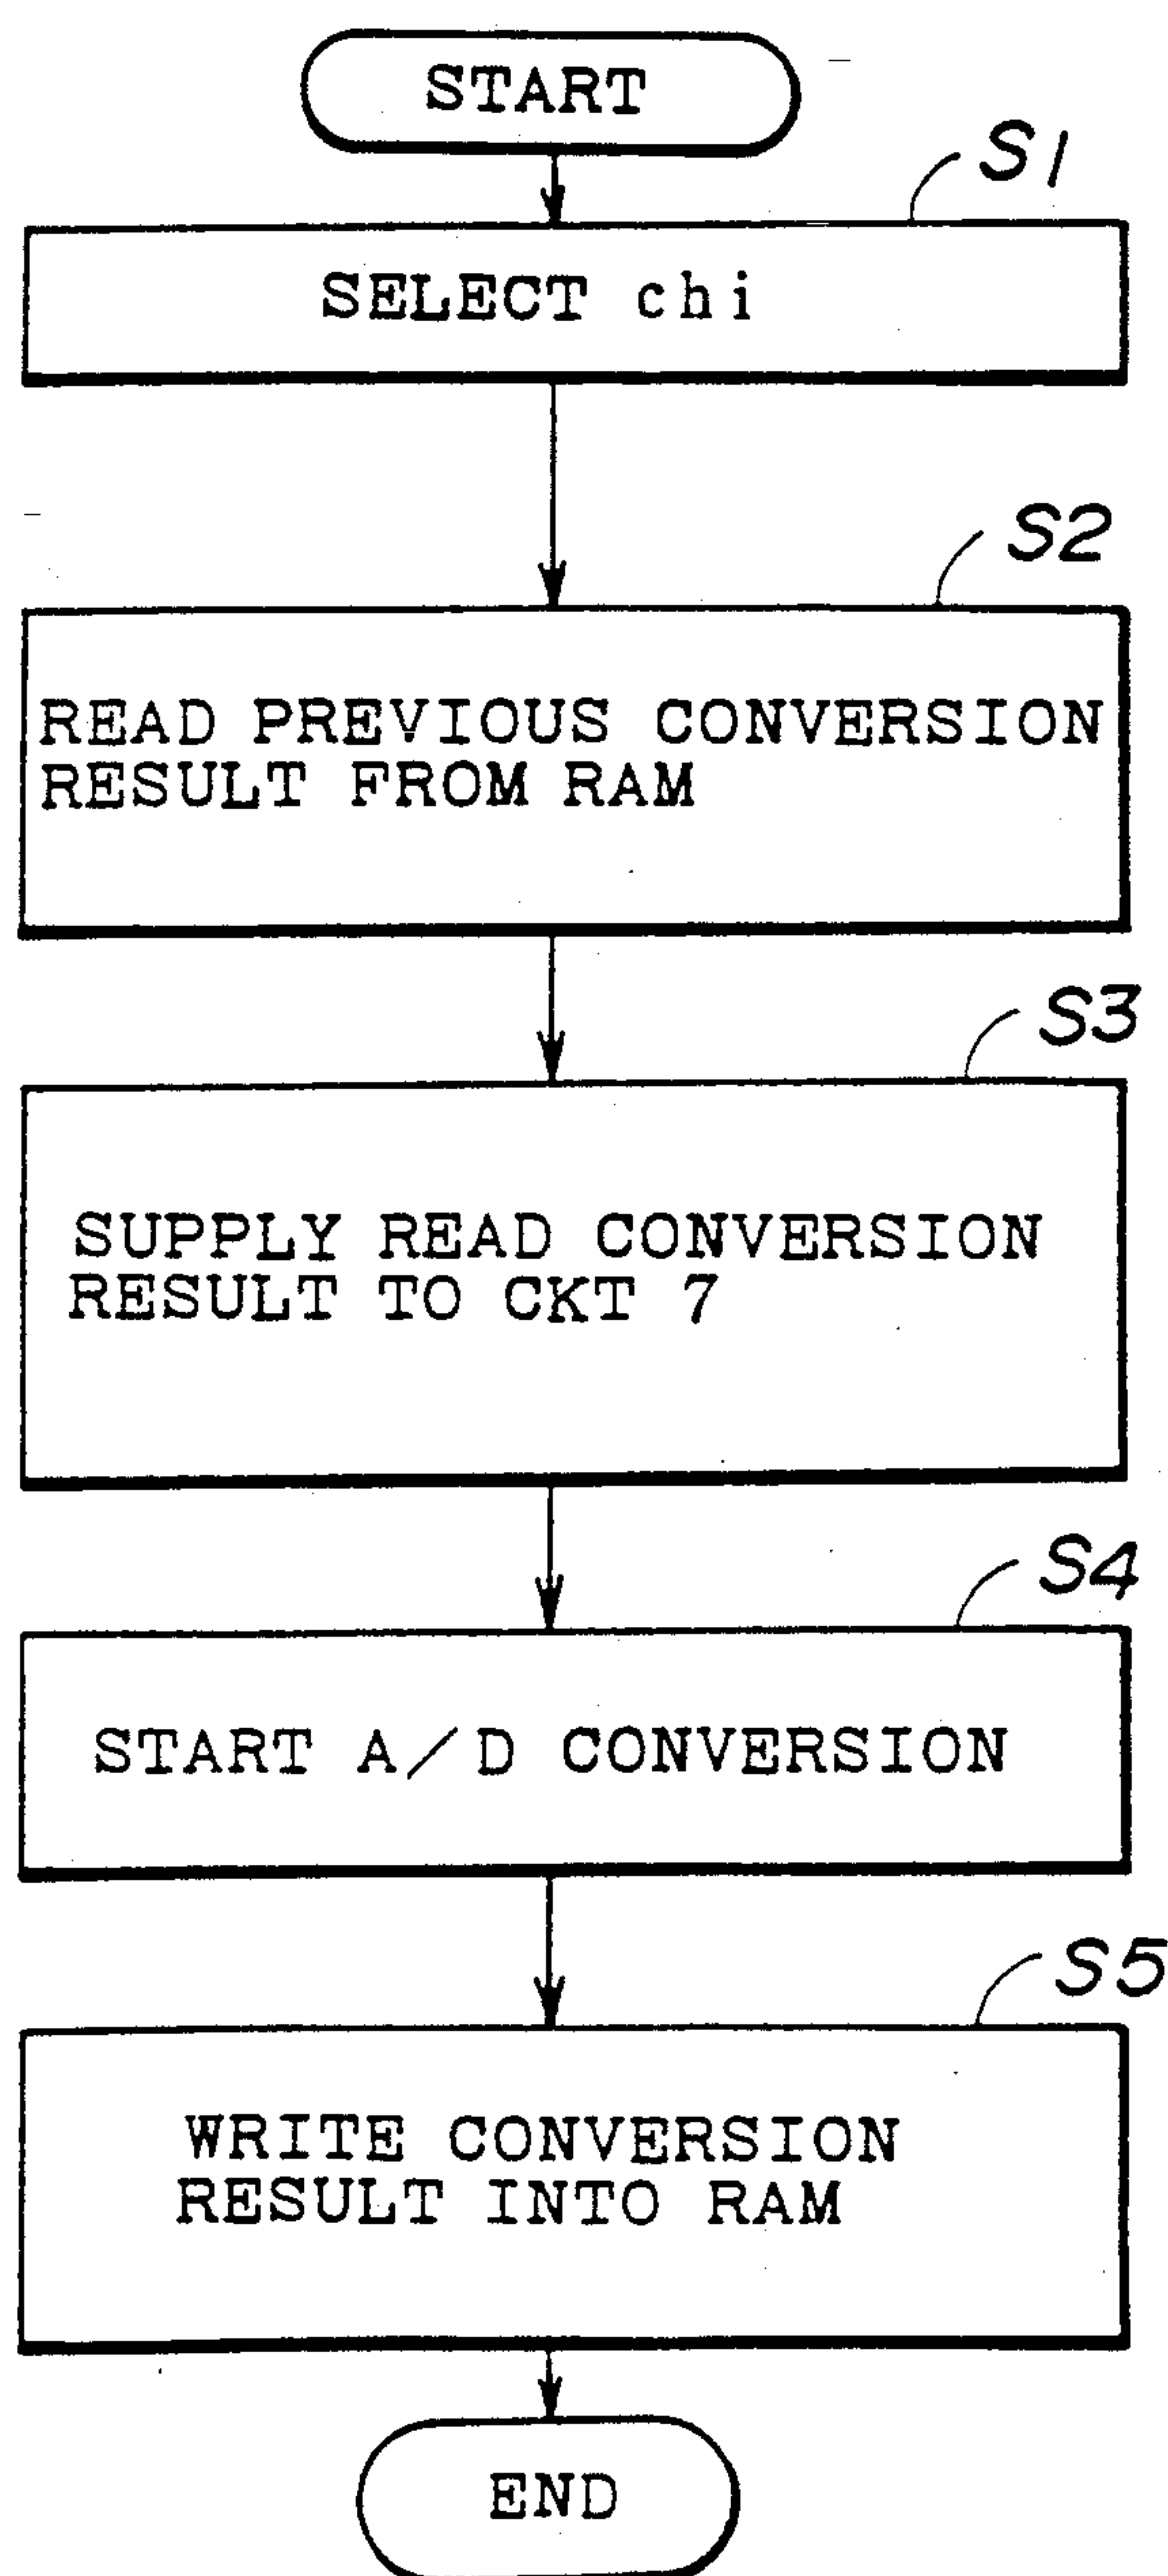 START
S1
SELECT chi
S2
READ PREVIOUS CONVERSION
RESULT FROM RAM
S3
SUPPLY READ CONVERSION
RESULT TO CKT 7
S4
START A/D CONVERSION
S5
WRITE CONVERSION
RESULT INTO RAM
END